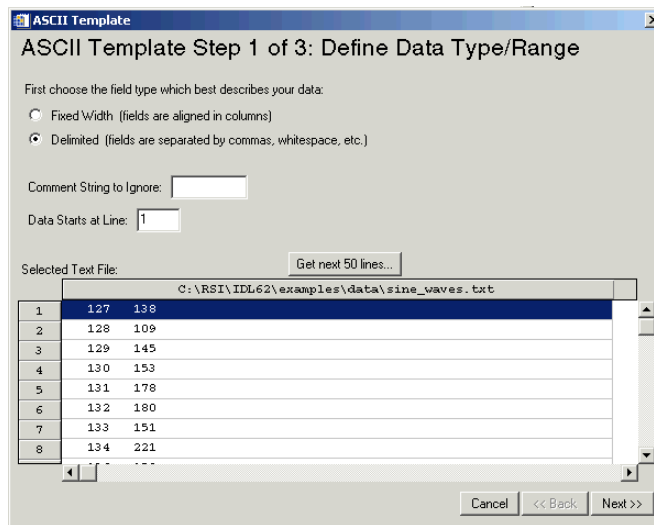 ASCII Template
ASCII Template Step 1 of 3: Define Data Type/Range
First choose the field type which best describes your data:
Fixed Width (fields are aligned in columns)
Delimited (fields are separated by commas, whitespace, etc.)
Comment String to Ignore:
Data Starts at Line: 1
Get next 50 lines...
Selected Text File:
C:\RSI\IDL62\examples\data\sine_waves.txt
1 127 138
2 128 109
3 129 145
4 130 153
5 131 178
6 132 180
7 133 151
8 134 221
Cancel << Back Next >>